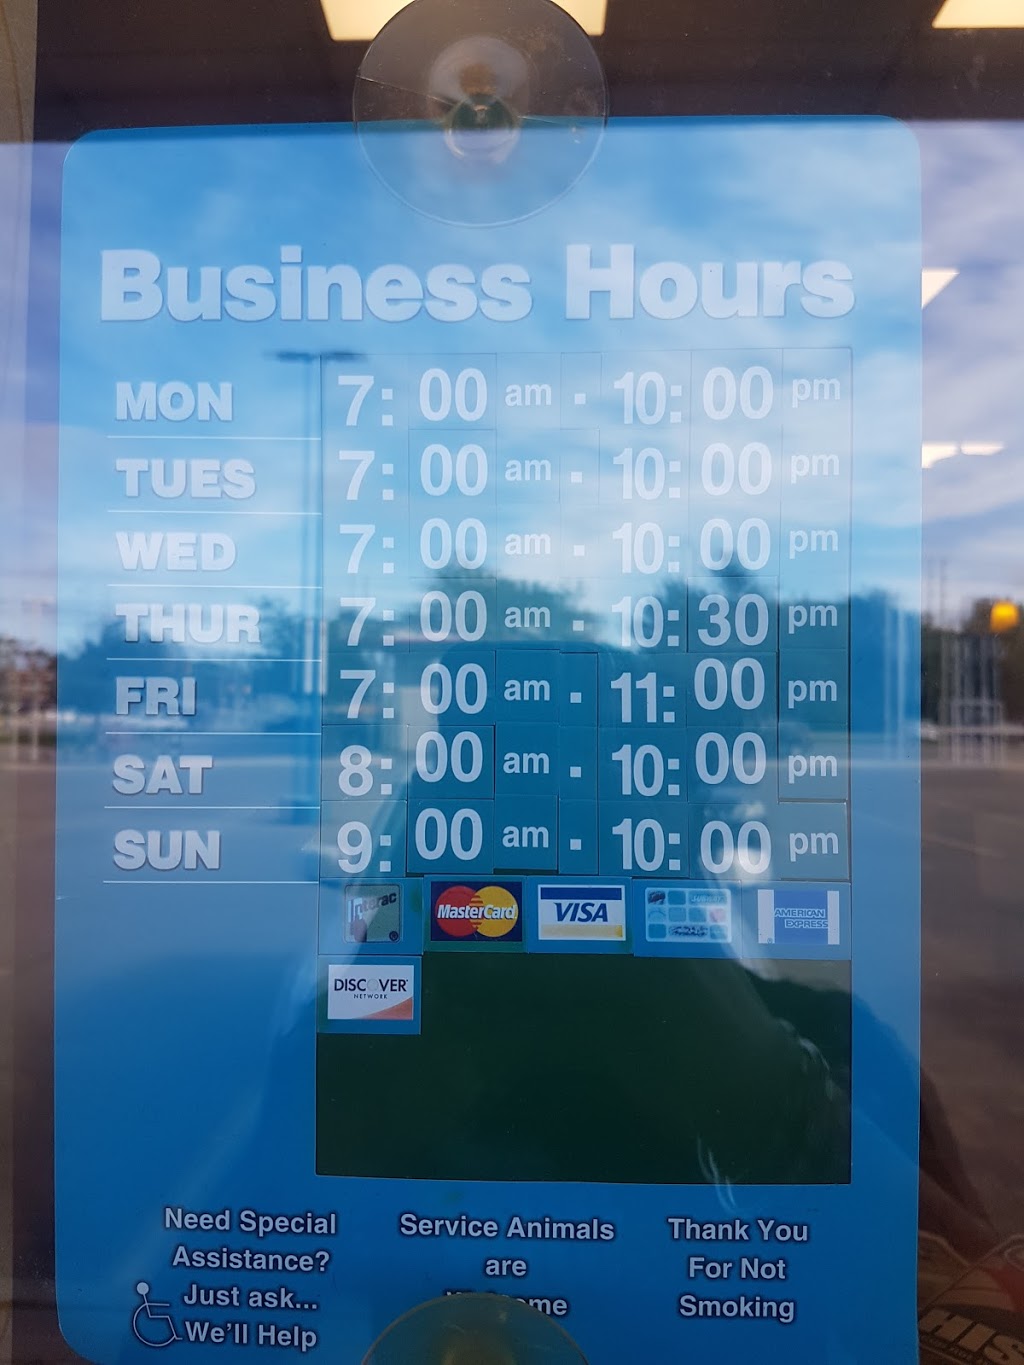 Business Hours
MON 7:00 am - 10:00 pm
TUES 7:00 am - 10:00 pm
WED 7:00 am - 10:00 pm
THUR 7:00 am - 10:30 pm
FRI 7:00 am - 11:00 pm
SAT 8:00 am - 10:00 pm
SUN 9:00 am - 10:00 pm
Interac MasterCard VISA AMERICAN EXPRESS
DISCOVER
NETWORK
Need Special
Assistance?
Just ask...
We'll Help
Service Animals
are
Thank You
For Not
Smoking
HIS